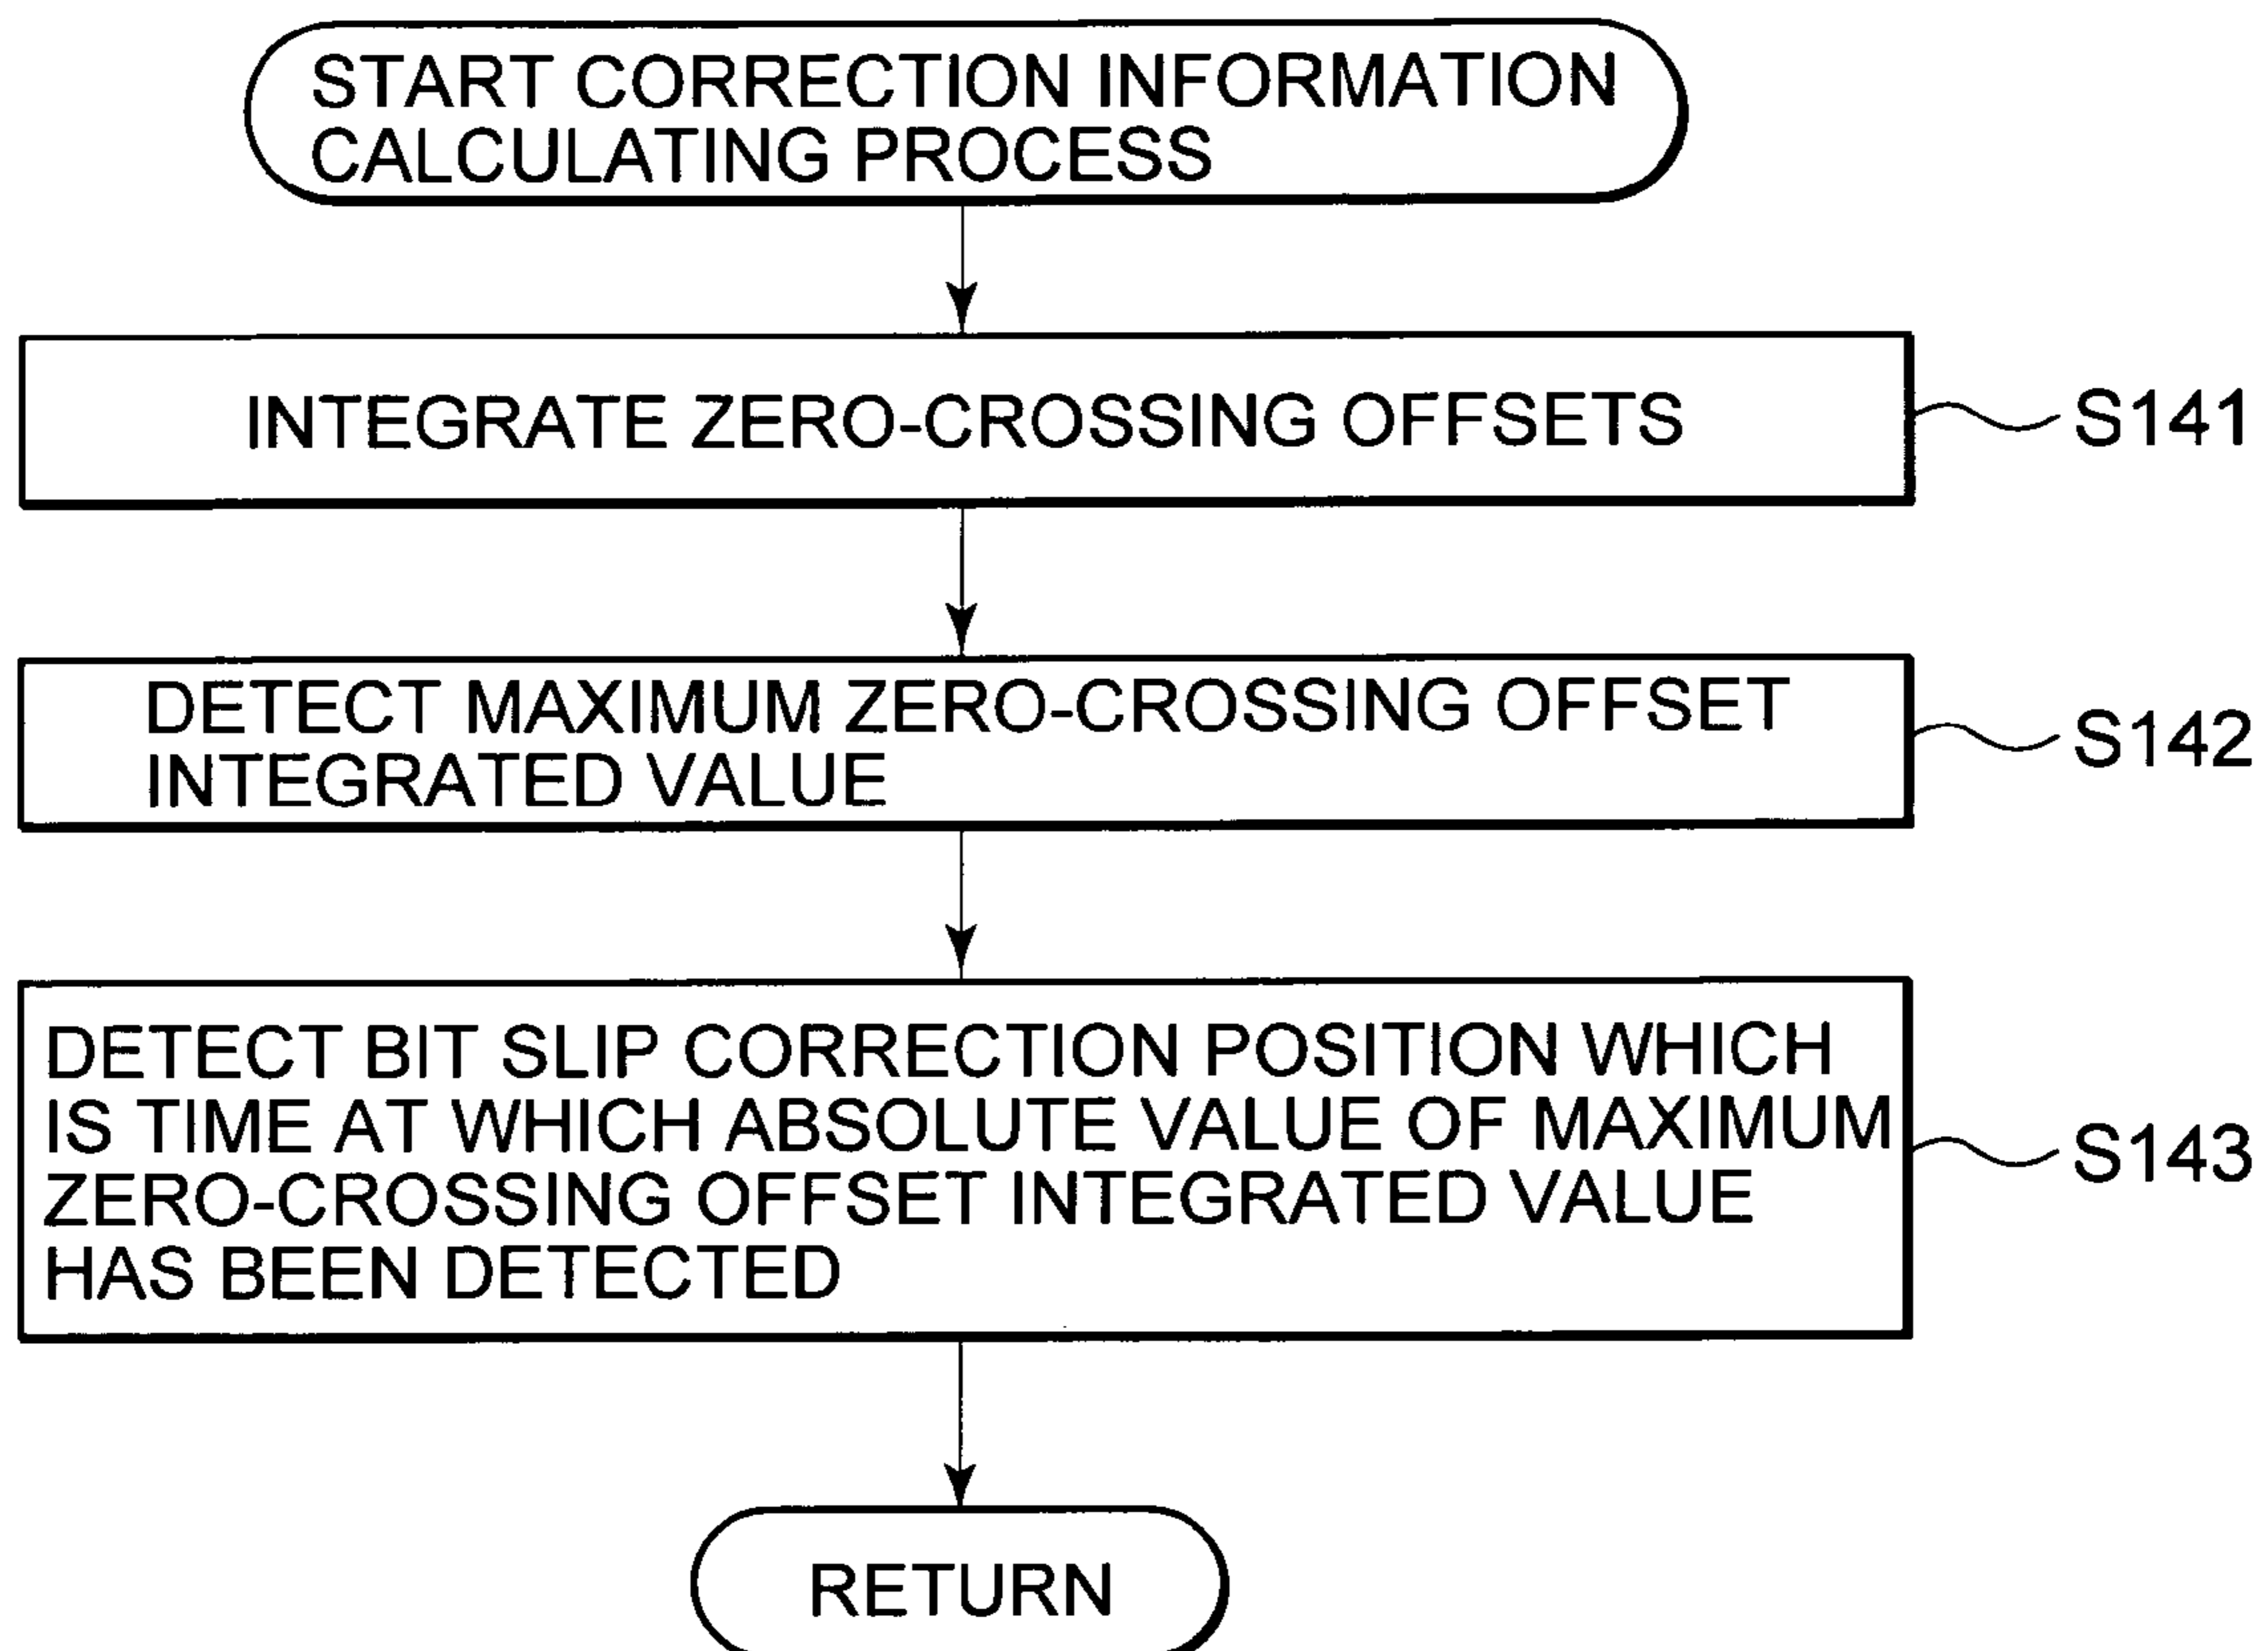 START CORRECTION INFORMATION
CALCULATING PROCESS
INTEGRATE ZERO-CROSSING OFFSETS
S141
DETECT MAXIMUM ZERO-CROSSING OFFSET
INTEGRATED VALUE
S142
DETECT BIT SLIP CORRECTION POSITION WHICH
IS TIME AT WHICH ABSOLUTE VALUE OF MAXIMUM
ZERO-CROSSING OFFSET INTEGRATED VALUE
HAS BEEN DETECTED
S143
RETURN